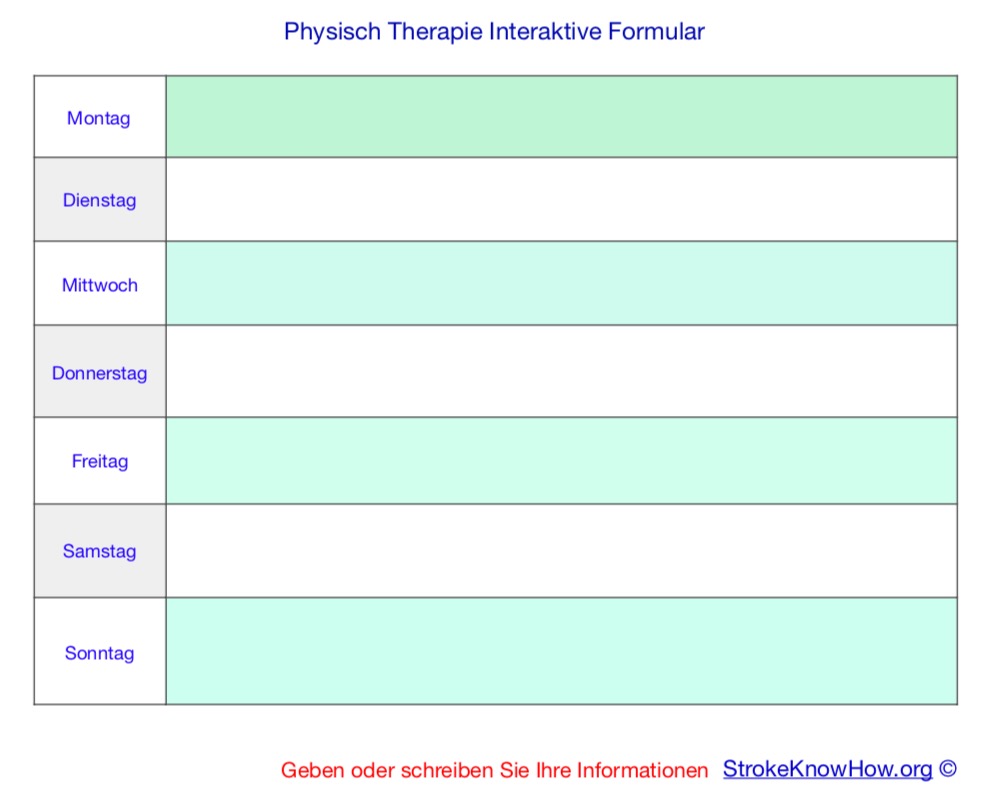 Physisch Therapie Interaktive Formular
Montag
Dienstag
Mittwoch
Donnerstag
Freitag
Samstag
Sonntag
Geben oder schreiben Sie Ihre Informationen StrokeKnowHow.org ©